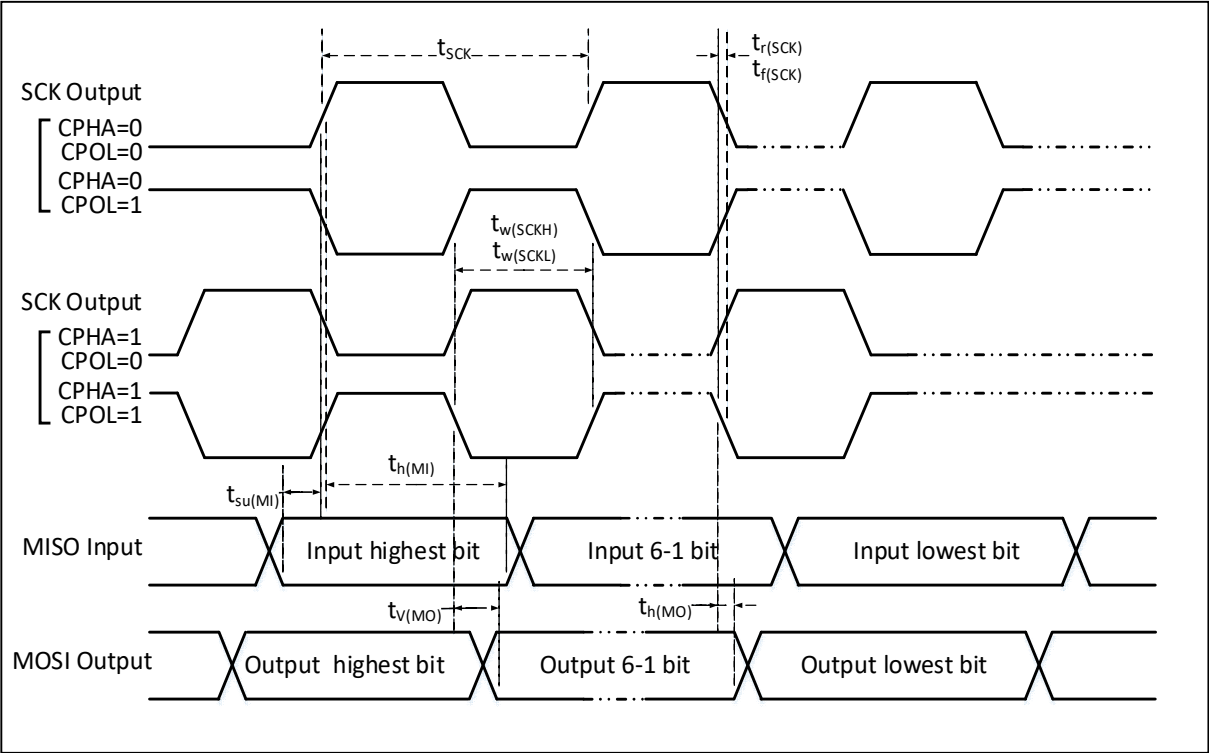 tSCK
tr(SCK)
tf(SCK)
SCK Output
CPHA=0
CPOL=0
CPHA=0
CPOL=1
tw(SCKH)
tw(SCKL)
SCK Output
CPHA=1
CPOL=0
CPHA=1
CPOL=1
th(MI)
tsu(MI)
MISO Input
Input highest bit
Input 6-1 bit
Input lowest bit
tV(MO)
th(MO)
MOSI Output
Output highest bit
Output 6-1 bit
Output lowest bit